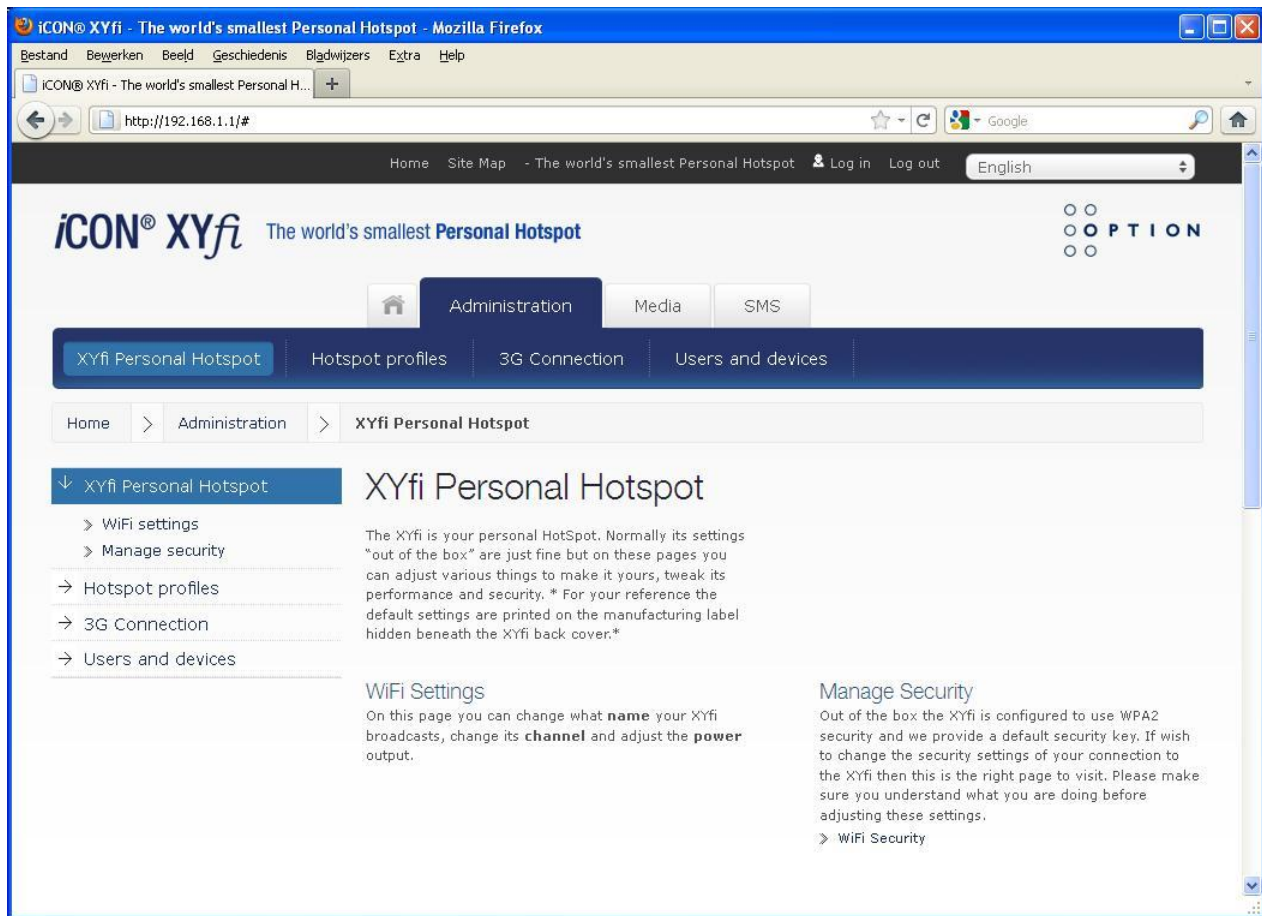 iCON® XYfi - The world's smallest Personal Hotspot - Mozilla Firefox
Bestand Bewerken Beeld Geschiedenis Bladwijzers Extra Help
iCON® XYfi - The world's smallest Personal H... +
http://192.168.1.1/#
Google
Home Site Map - The world's smallest Personal Hotspot Log in Log out English
iCON® XYfi The world's smallest Personal Hotspot
OPTION
Administration Media SMS
XYfi Personal Hotspot Hotspot profiles 3G Connection Users and devices
Home > Administration > XYfi Personal Hotspot
XYfi Personal Hotspot
WiFi settings
Manage security
Hotspot profiles
3G Connection
Users and devices
XYfi Personal Hotspot
The XYfi is your personal HotSpot. Normally its settings
"out of the box" are just fine but on these pages you
can adjust various things to make it yours, tweak its
performance and security. * For your reference the
default settings are printed on the manufacturing label
hidden beneath the XYfi back cover.*
WiFi Settings
On this page you can change what name your XYfi
broadcasts, change its channel and adjust the power
output.
Manage Security
Out of the box the XYfi is configured to use WPA2
security and we provide a default security key. If wish
to change the security settings of your connection to
the XYfi then this is the right page to visit. Please make
sure you understand what you are doing before
adjusting these settings.
WiFi Security